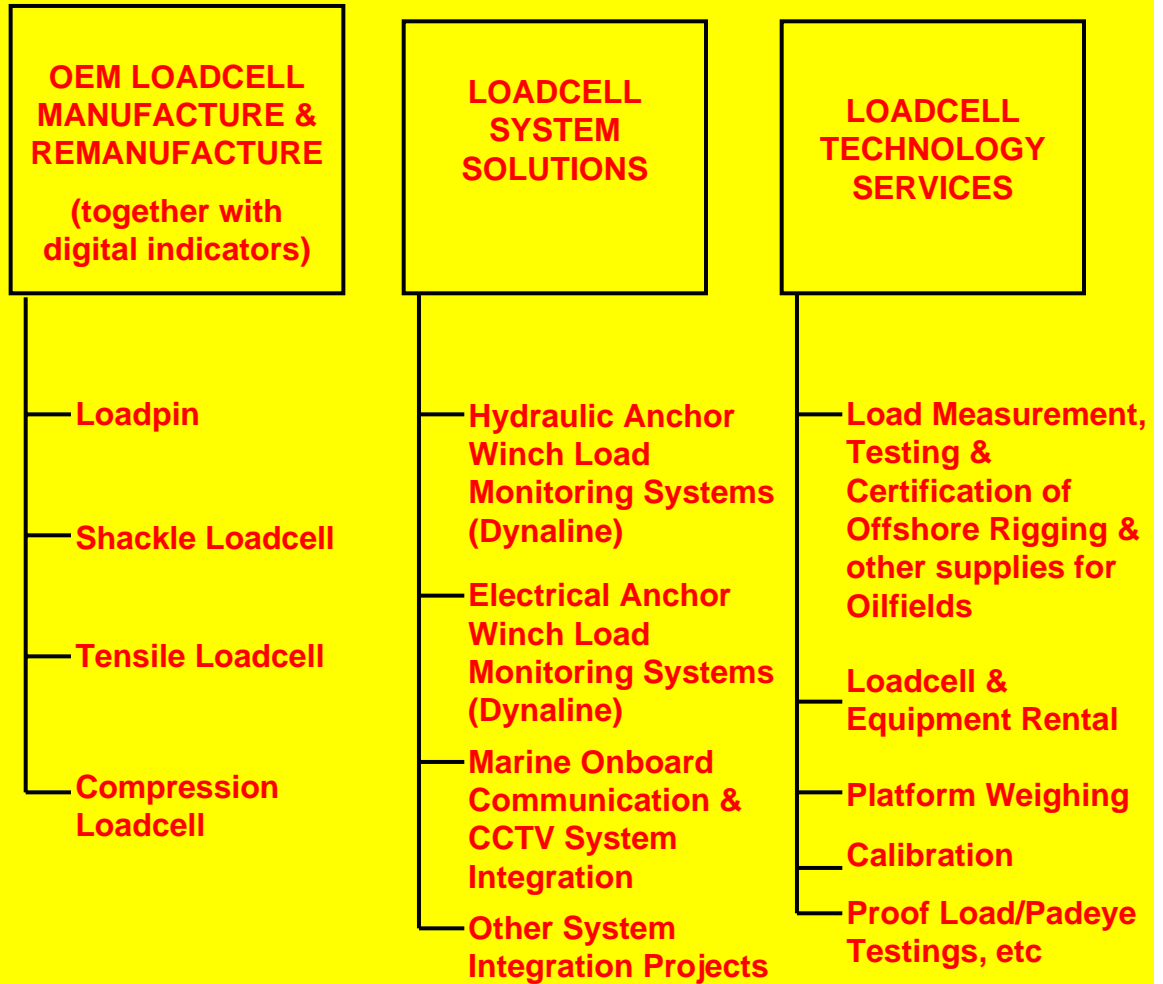 OEM LOADCELL
MANUFACTURE &
REMANUFACTURE
(together with
digital indicators)
Loadpin
Shackle Loadcell
Tensile Loadcell
Compression
Loadcell
LOADCELL
SYSTEM
SOLUTIONS
Hydraulic Anchor
Winch Load
Monitoring Systems
(Dynaline)
Electrical Anchor
Winch Load
Monitoring Systems
(Dynaline)
Marine Onboard
Communication &
CCTV System
Integration
Other System
Integration Projects
LOADCELL
TECHNOLOGY
SERVICES
Load Measurement,
Testing &
Certification of
Offshore Rigging &
other supplies for
Oilfields
Loadcell &
Equipment Rental
Platform Weighing
Calibration
Proof Load/Padeye
Testings, etc